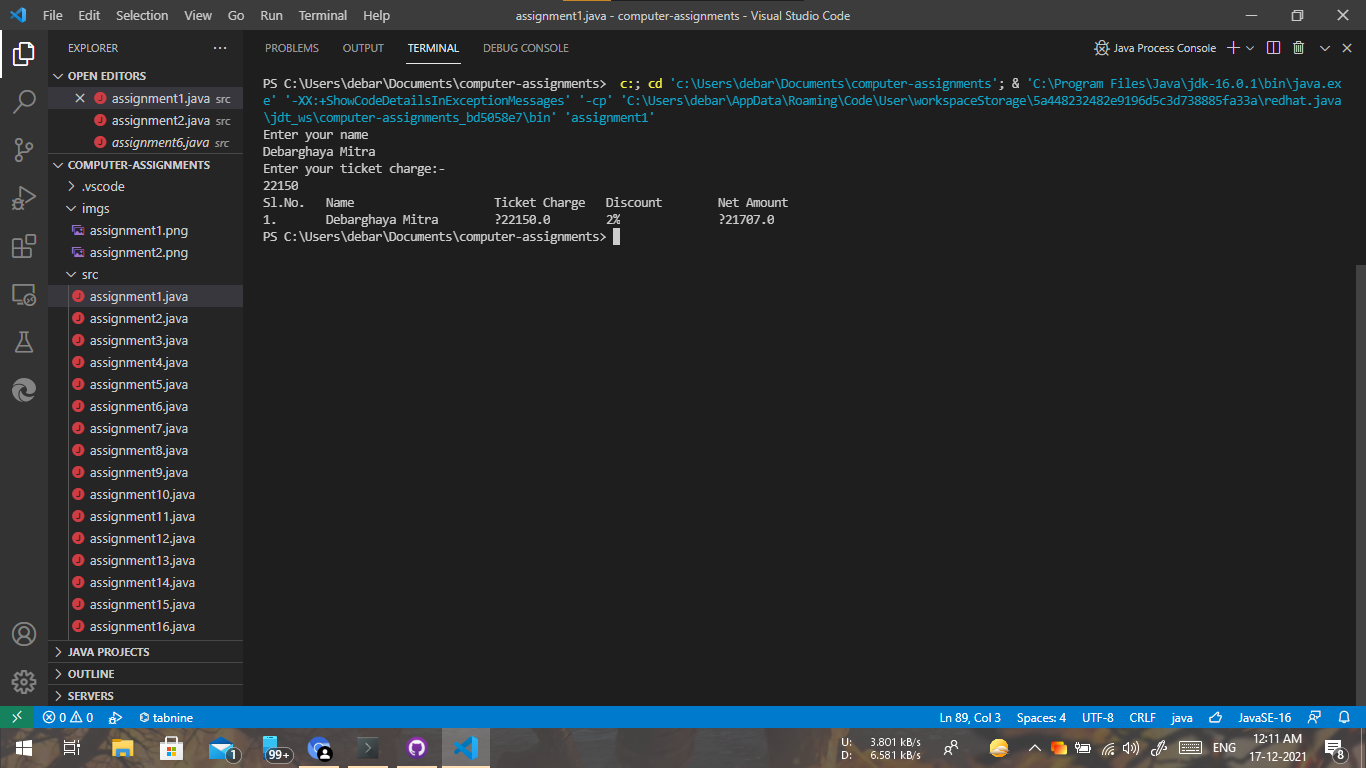 File Edit Selection View Go Run Terminal Help
assignment1.java - computer-assignments - Visual Studio Code
EXPLORER
OPEN EDITORS
assignment1.java src
assignment2.java src
assignment6.java src
COMPUTER-ASSIGNMENTS
.vscode
imgs
assignment1.png
assignment2.png
src
assignment1.java
assignment2.java
assignment3.java
assignment4.java
assignment5.java
assignment6.java
assignment7.java
assignment8.java
assignment9.java
assignment10.java
assignment11.java
assignment12.java
assignment13.java
assignment14.java
assignment15.java
assignment16.java
JAVA PROJECTS
OUTLINE
SERVERS
PROBLEMS OUTPUT TERMINAL DEBUG CONSOLE
Java Process Console
PS C:\Users\debar\Documents\computer-assignments>  c:; cd 'c:\Users\debar\Documents\computer-assignments'; & 'C:\Program Files\Java\jdk-16.0.1\bin\java.ex
e' '-XX:+ShowCodeDetailsInExceptionMessages' '-cp' 'C:\Users\debar\AppData\Roaming\Code\User\workspaceStorage\5a448232482e9196d5c3d738885fa33a\redhat.java
\jdt_ws\computer-assignments_bd5058e7\bin' 'assignment1'
Enter your name
Debarghaya Mitra
Enter your ticket charge:-
22150
Sl.No. Name Ticket Charge Discount Net Amount
1. Debarghaya Mitra ?22150.0 2% ?21707.0
PS C:\Users\debar\Documents\computer-assignments>
0 0 tabnine
Ln 89, Col 3 Spaces: 4 UTF-8 CRLF java JavaSE-16
1
99+
U: 3.801 kB/s
D: 6.581 kB/s
ENG
12:11 AM
17-12-2021
8